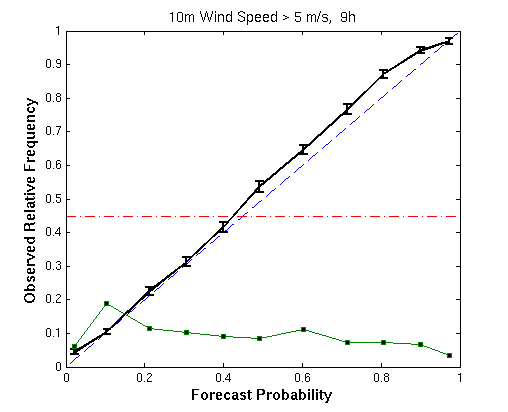 10m Wind Speed > 5 m/s,  9h
1
0.9
0.8
0.7
0.6
0.5
0.4
0.3
0.2
0.1
0
Observed Relative Frequency
0 0.2 0.4 0.6 0.8 1
Forecast Probability